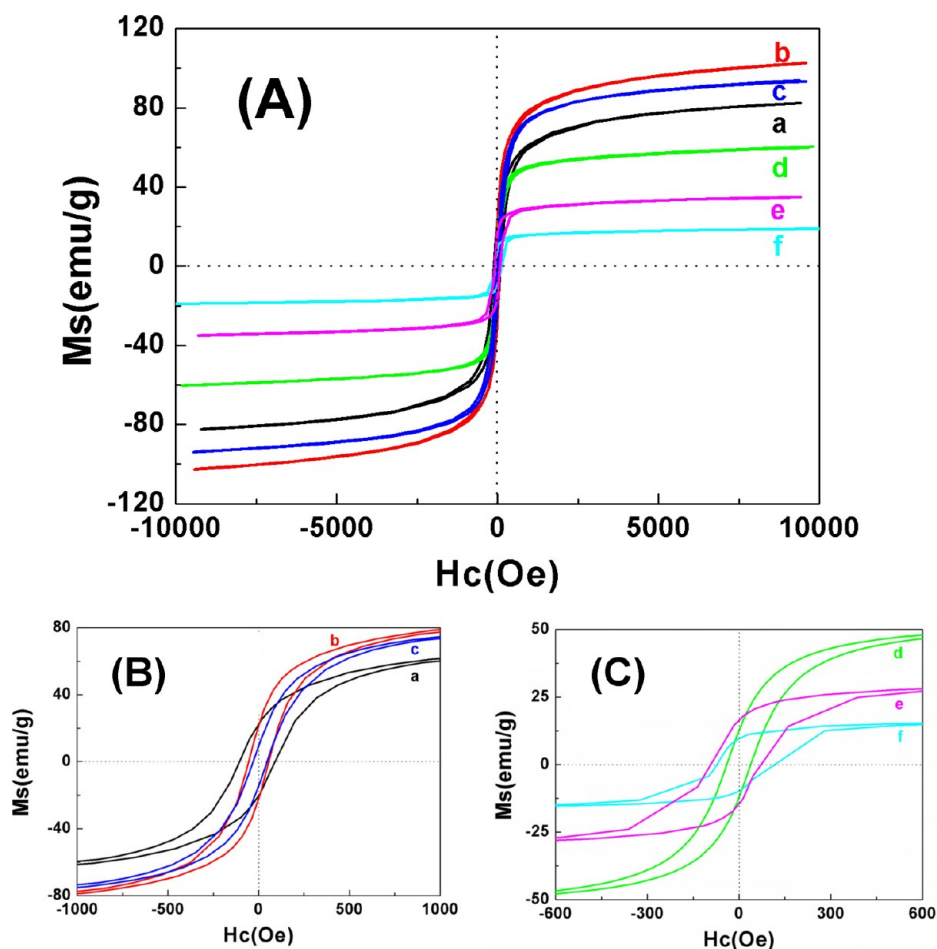 (A)
b
c
a
d
e
f
120
80
40
0
-40
-80
-120
-10000 -5000 0 5000 10000
Ms(emu/g)
Hc(Oe)
(B)
b
c
a
80
40
0
-40
-80
-1000 -500 0 500 1000
Ms(emu/g)
Hc(Oe)
(C)
d
e
f
50
25
0
-25
-50
-600 -300 0 300 600
Ms(emu/g)
Hc(Oe)